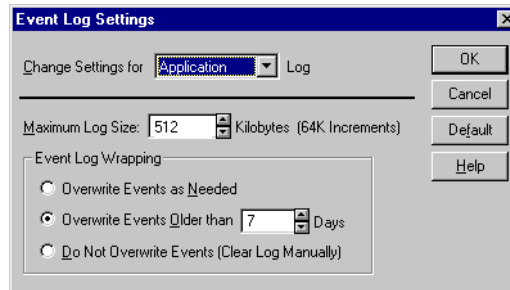 Event Log Settings
Change Settings for Application Log
OK
Cancel
Maximum Log Size: 512 Kilobytes (64K Increments)
Default
Event Log Wrapping
Help
Overwrite Events as Needed
Overwrite Events Older than 7 Days
Do Not Overwrite Events (Clear Log Manually)